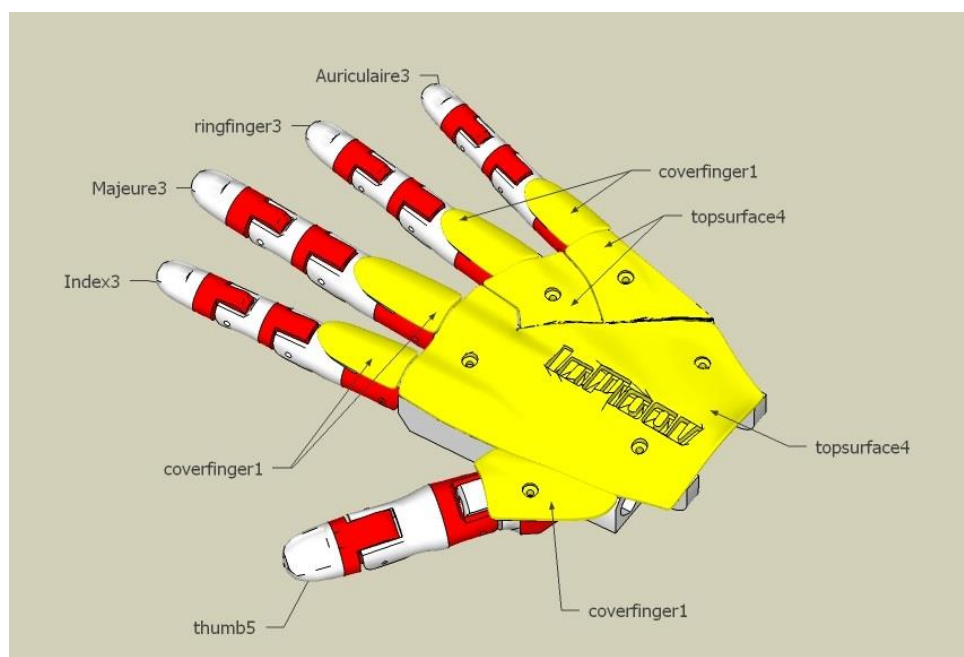 Auriculaire3
ringfinger3
coverfinger1
Majeure3
topsurface4
Index3
topsurface4
coverfinger1
coverfinger1
thumb5